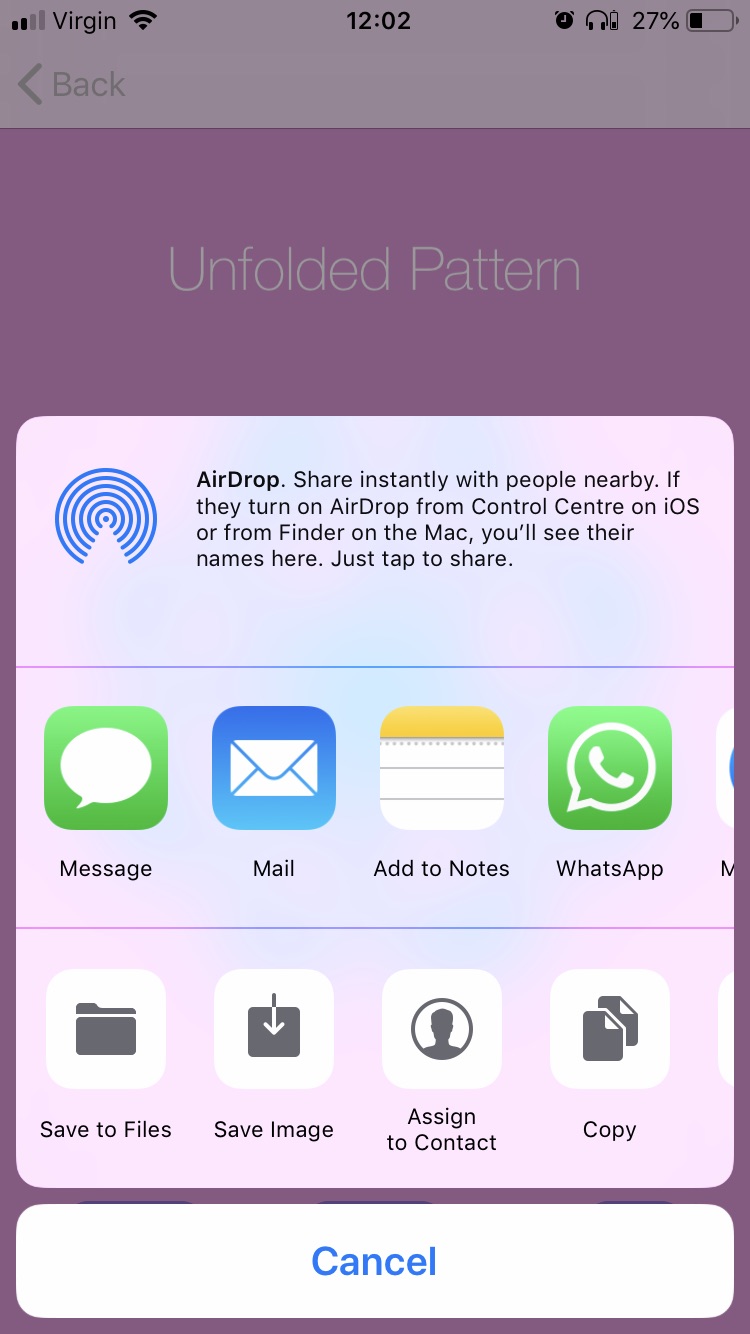 Virgin 12:02 27%
Back
Unfolded Pattern
AirDrop. Share instantly with people nearby. If
they turn on AirDrop from Control Centre on iOS
or from Finder on the Mac, you’ll see their
names here. Just tap to share.
Message Mail Add to Notes WhatsApp M
Save to Files Save Image Assign
to Contact Copy
Cancel